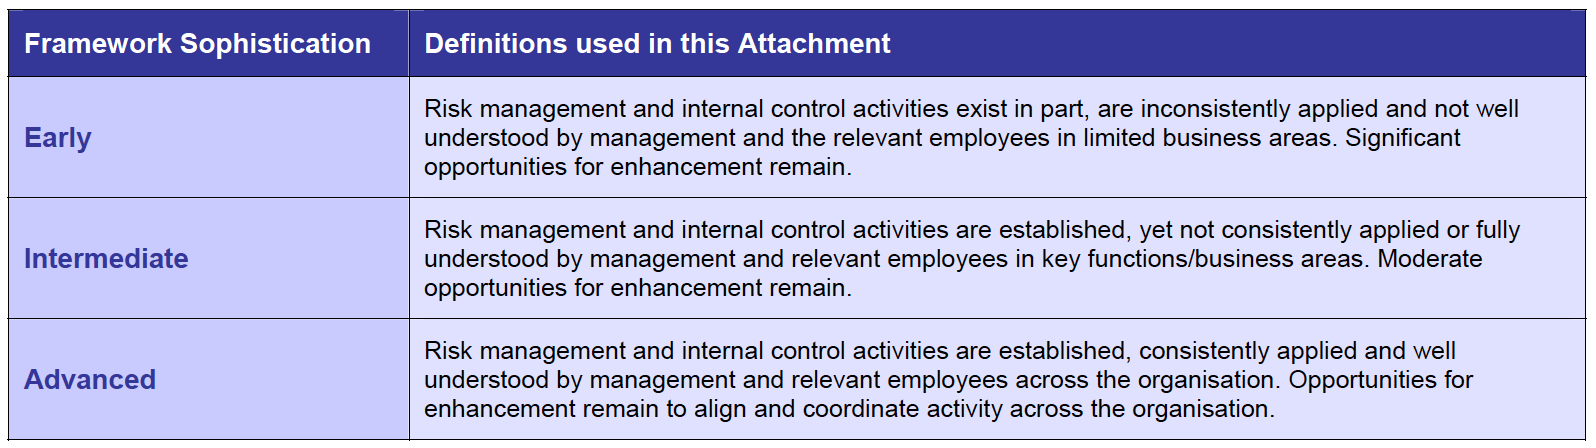 Framework Sophistication
Definitions used in this Attachment
Early
Risk management and internal control activities exist in part, are inconsistently applied and not well
understood by management and the relevant employees in limited business areas. Significant
opportunities for enhancement remain.
Intermediate
Risk management and internal control activities are established, yet not consistently applied or fully
understood by management and relevant employees in key functions/business areas. Moderate
opportunities for enhancement remain.
Advanced
Risk management and internal control activities are established, consistently applied and well
understood by management and relevant employees across the organisation. Opportunities for
enhancement remain to align and coordinate activity across the organisation.